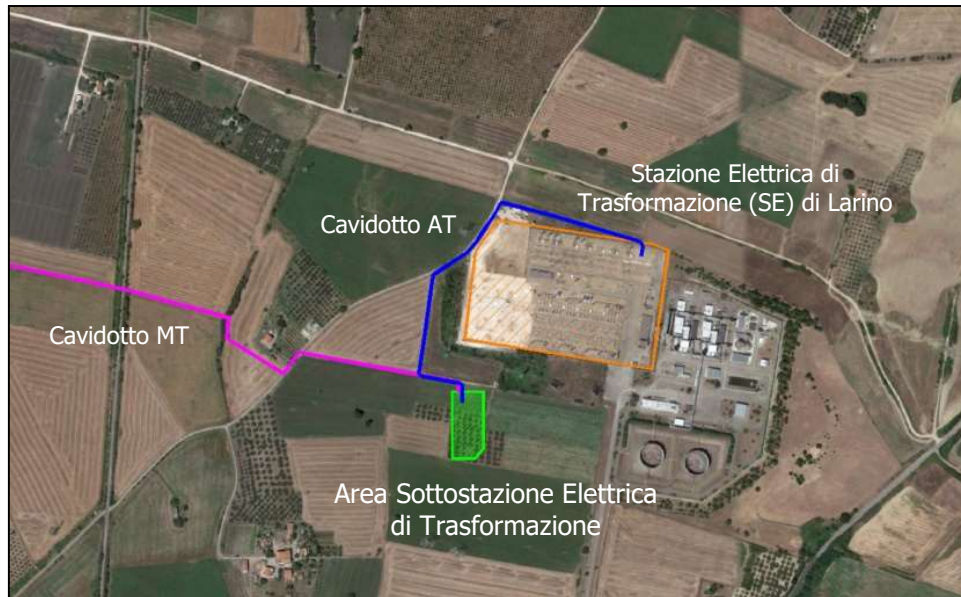 Stazione Elettrica di
Trasformazione (SE) di Larino
Cavidotto AT
Cavidotto MT
Area Sottostazione Elettrica
di Trasformazione